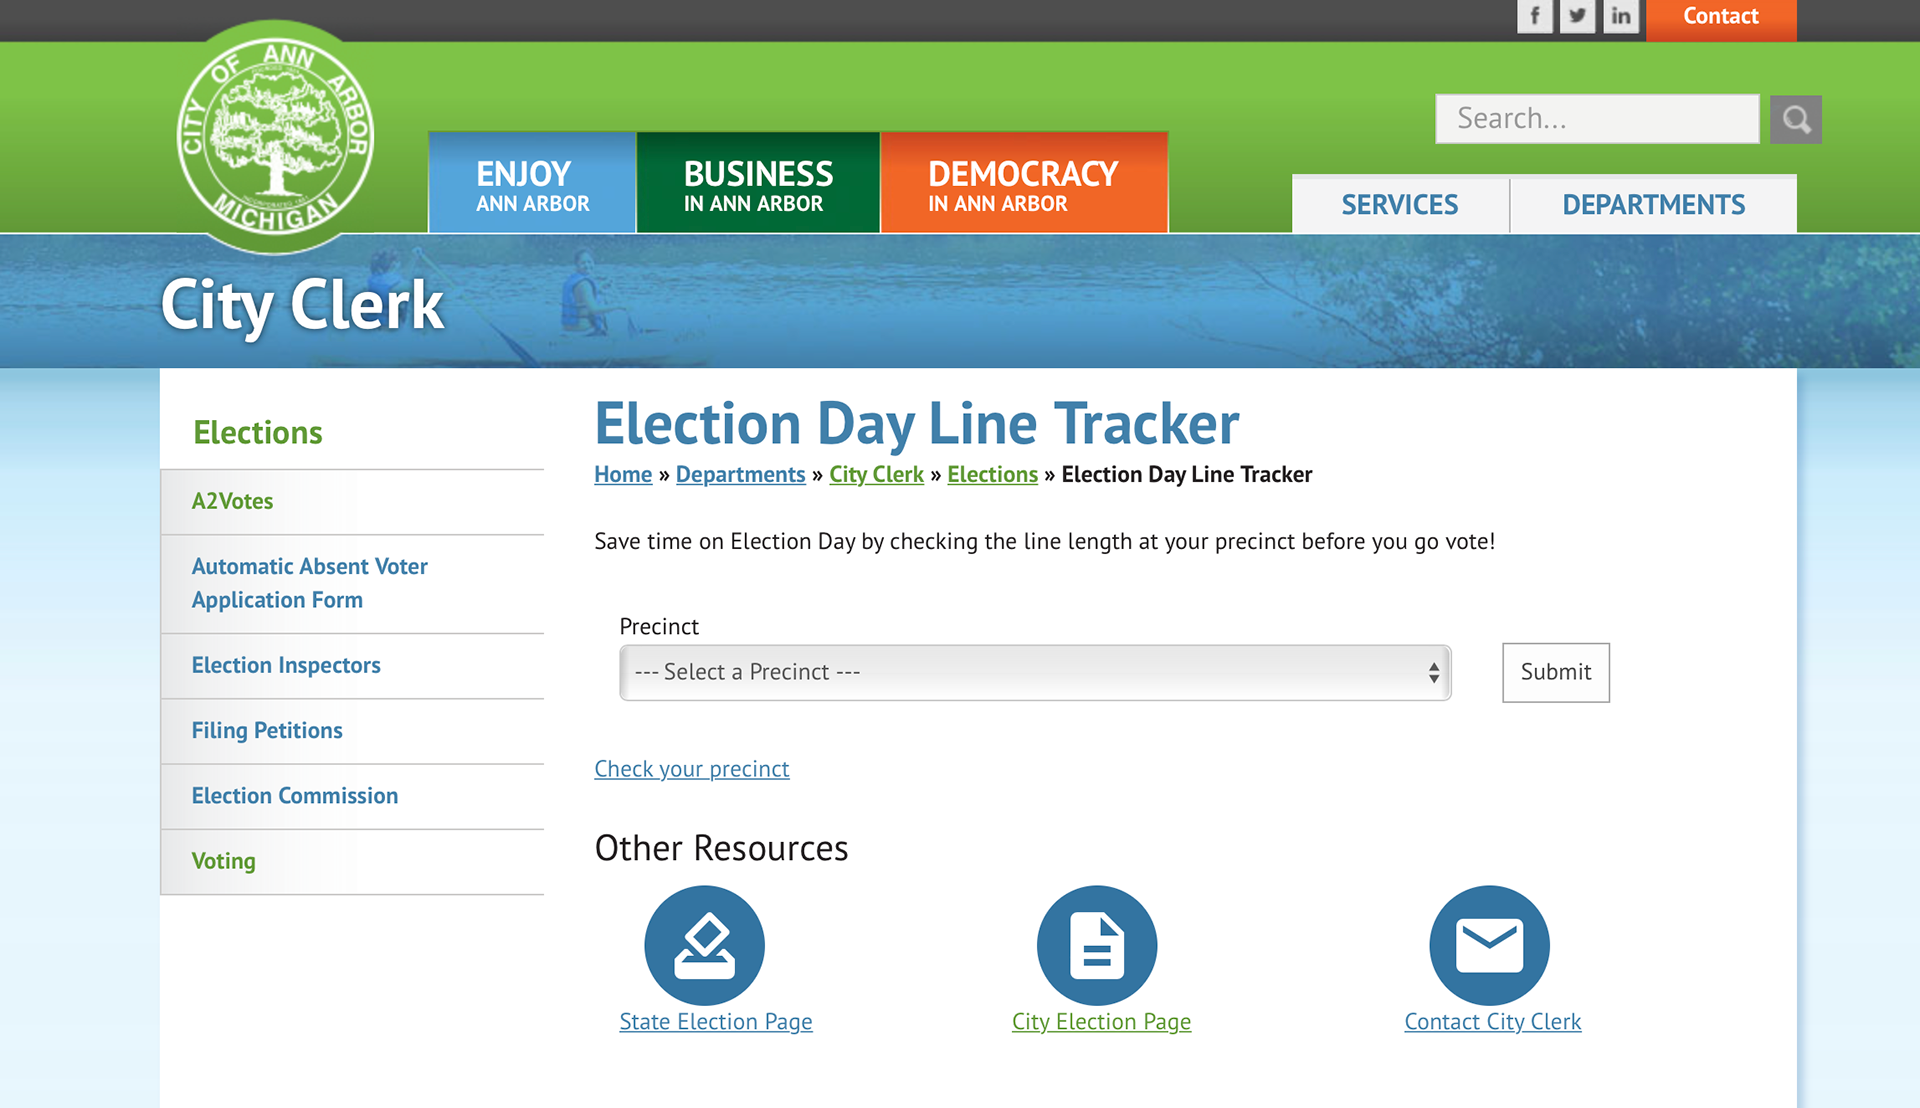 f
in
Contact
CITY OF ANN ARBOR
MICHIGAN
Search...
ENJOY
ANN ARBOR
BUSINESS
IN ANN ARBOR
DEMOCRACY
IN ANN ARBOR
SERVICES
DEPARTMENTS
City Clerk
Elections
A2Votes
Automatic Absent Voter
Application Form
Election Inspectors
Filing Petitions
Election Commission
Voting
Election Day Line Tracker
Home » Departments » City Clerk » Elections » Election Day Line Tracker
Save time on Election Day by checking the line length at your precinct before you go vote!
Precinct
--- Select a Precinct ---
Submit
Check your precinct
Other Resources
State Election Page
City Election Page
Contact City Clerk